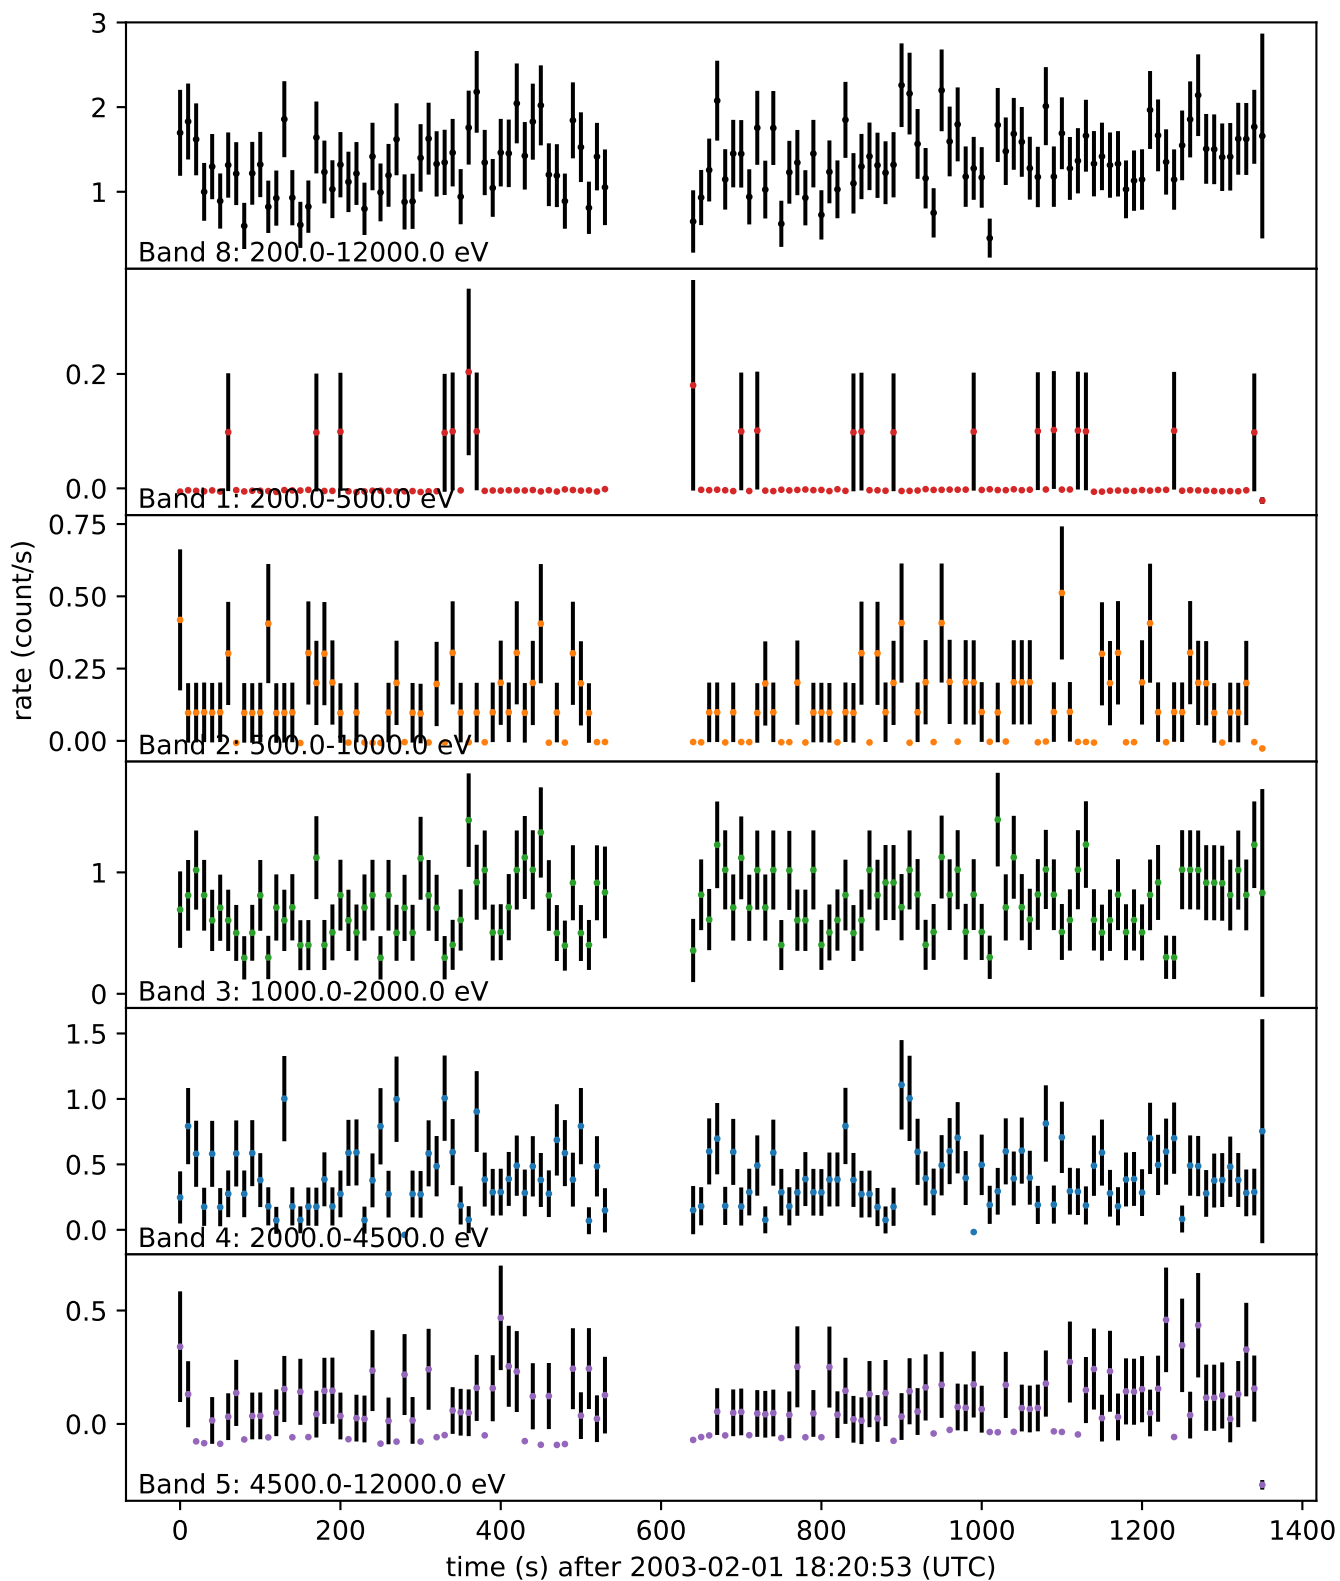 3
2
1
Band 8: 200.0-12000.0 eV
0.2
0.0
Band 1: 200.0-500.0 eV
0.75
0.50
0.25
0.00
Band 2: 500.0-1000.0 eV
rate (count/s)
1
0
Band 3: 1000.0-2000.0 eV
1.5
1.0
0.5
0.0
Band 4: 2000.0-4500.0 eV
0.5
0.0
Band 5: 4500.0-12000.0 eV
0 200 400 600 800 1000 1200 1400
time (s) after 2003-02-01 18:20:53 (UTC)